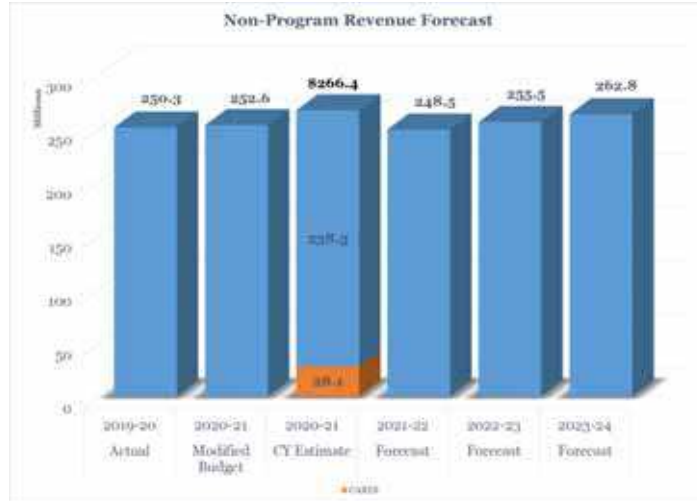 Non-Program Revenue Forecast
Millions
300
250
200
150
100
50
0
250.3
252.6
8266.4
248.5
255.5
262.8
238.3
28.1
2019-20
Actual
2020-21
Modified
Budget
2020-21
CY Estimate
2021-22
Forecast
2022-23
Forecast
2023-24
Forecast
CARES